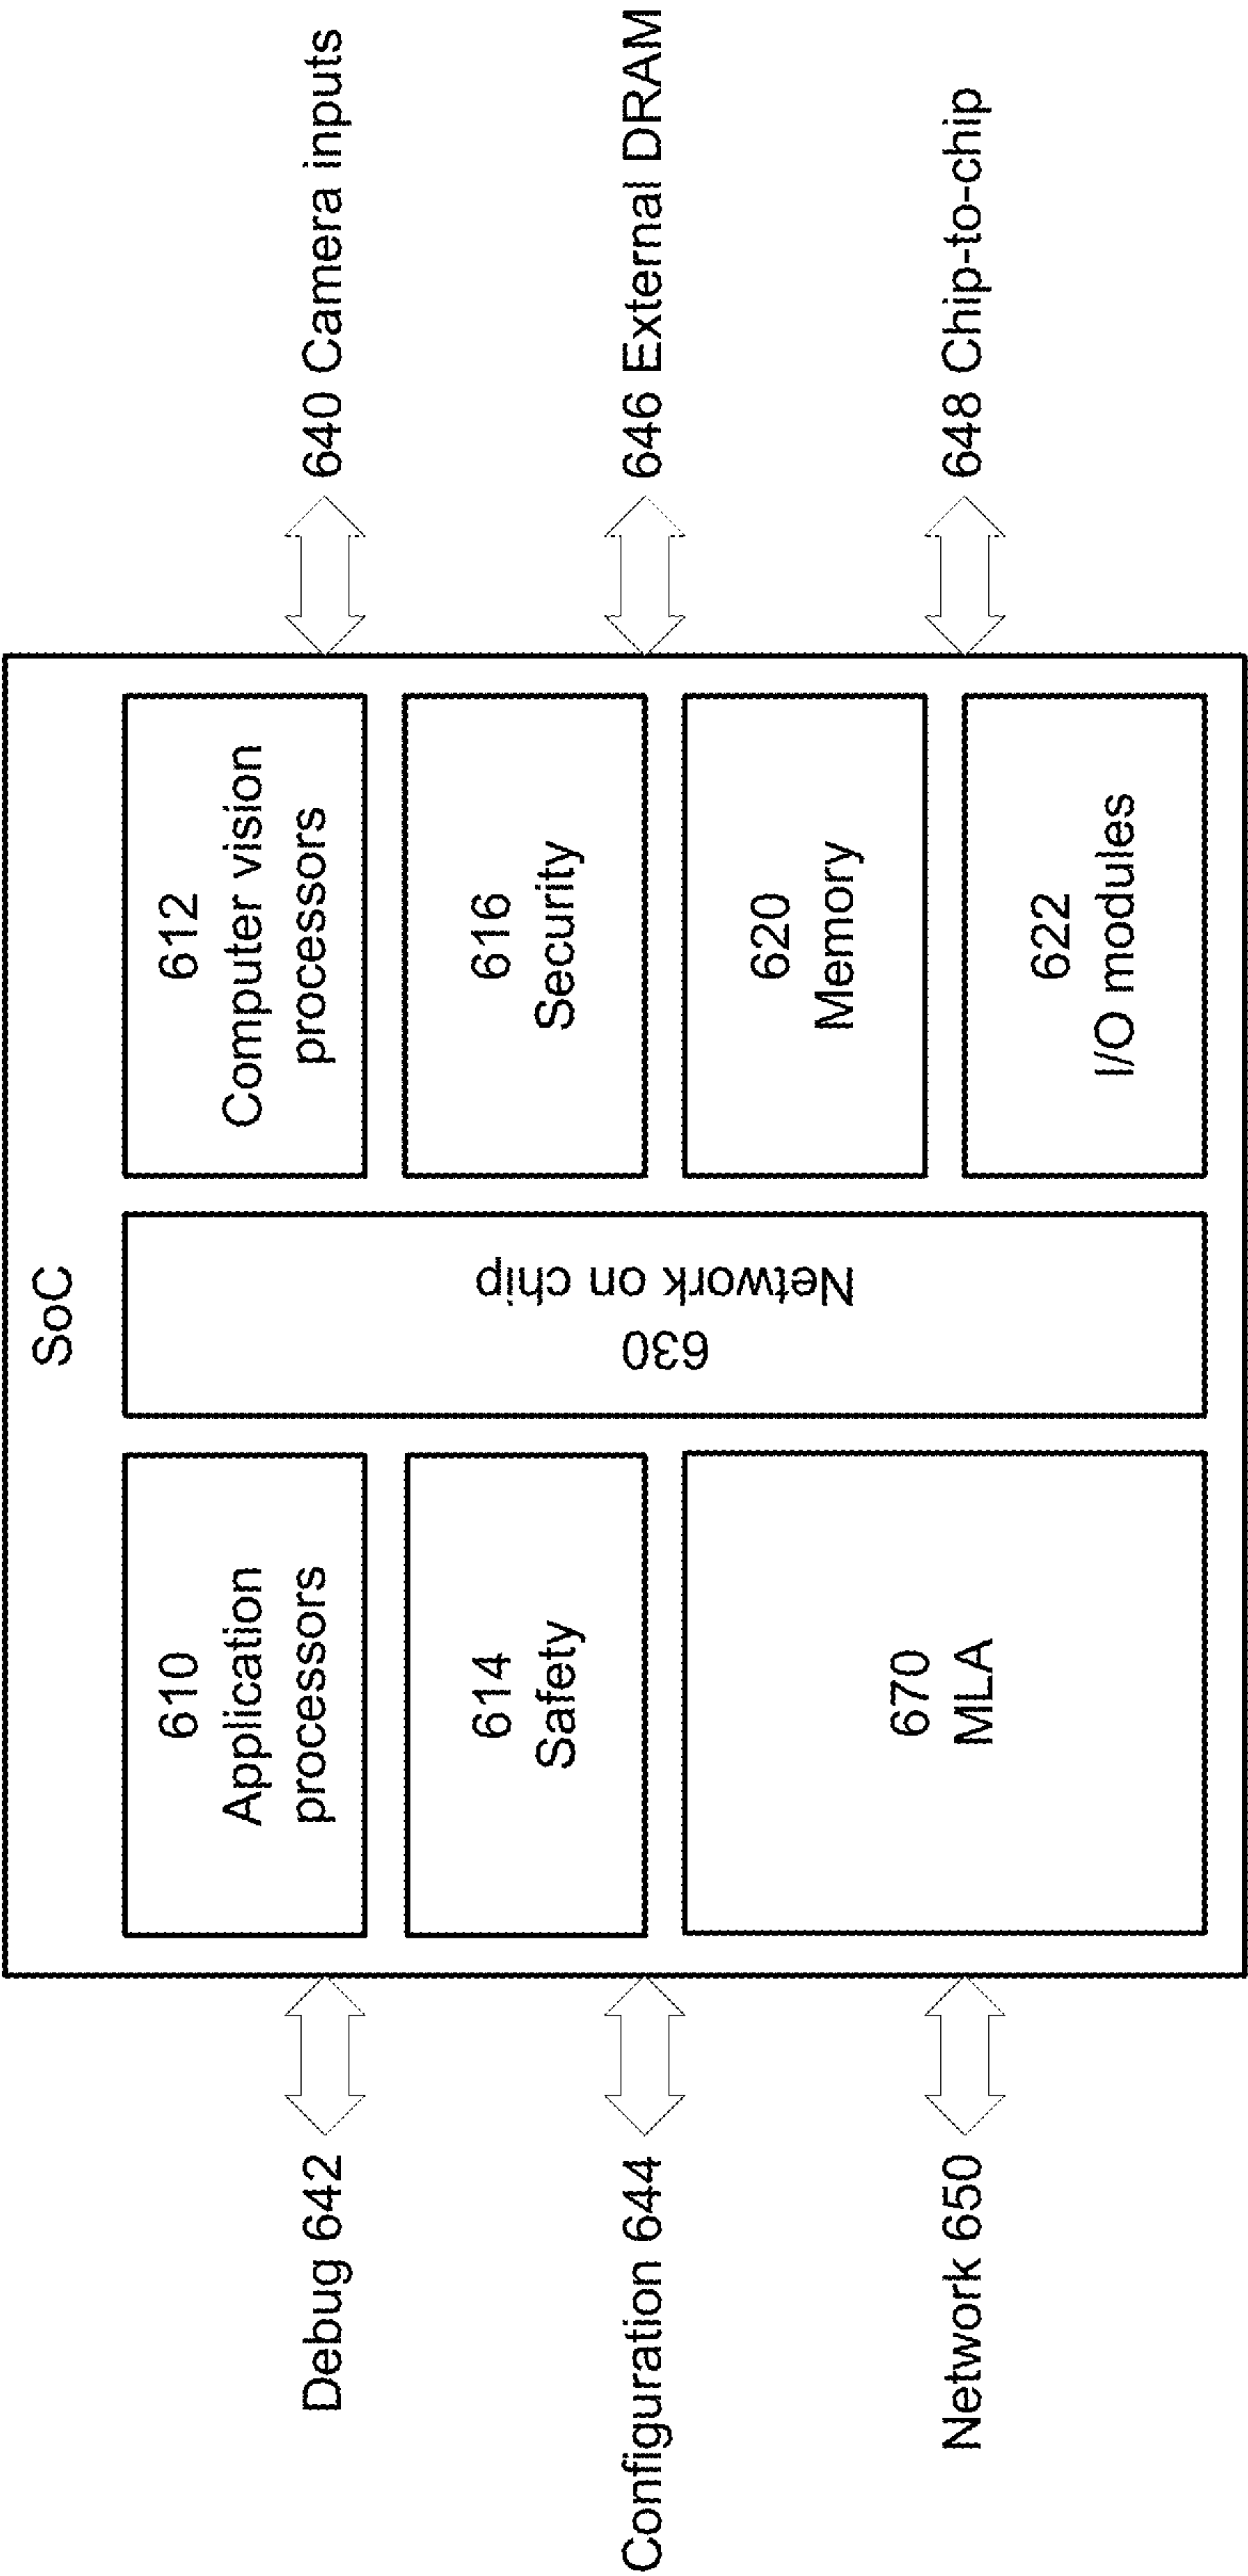 SoC
Debug 642
Configuration 644
Network 650
610
Application
processors
614
Safety
670
MLA
630
Network on chip
612
Computer vision
processors
616
Security
620
Memory
622
I/O modules
640 Camera inputs
646 External DRAM
648 Chip-to-chip